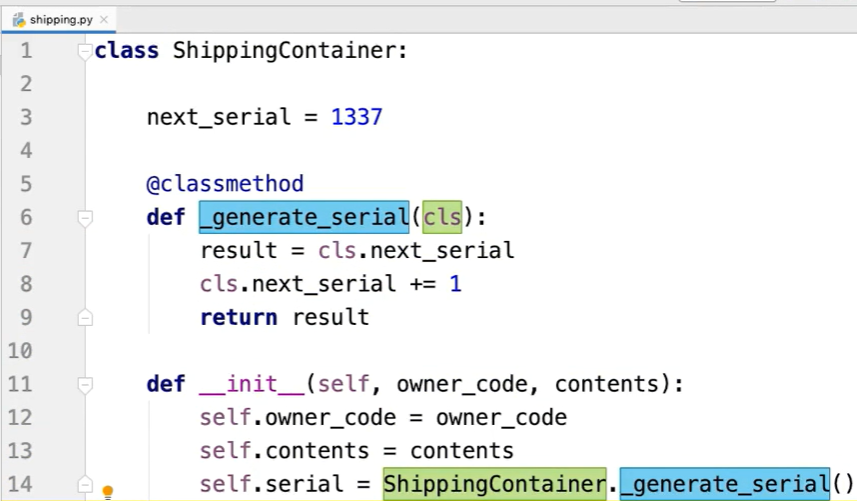 shipping.py
1 class ShippingContainer:
2
3     next_serial = 1337
4
5     @classmethod
6     def _generate_serial(cls):
7         result = cls.next_serial
8         cls.next_serial += 1
9         return result
10
11     def __init__(self, owner_code, contents):
12         self.owner_code = owner_code
13         self.contents = contents
14         self.serial = ShippingContainer._generate_serial()